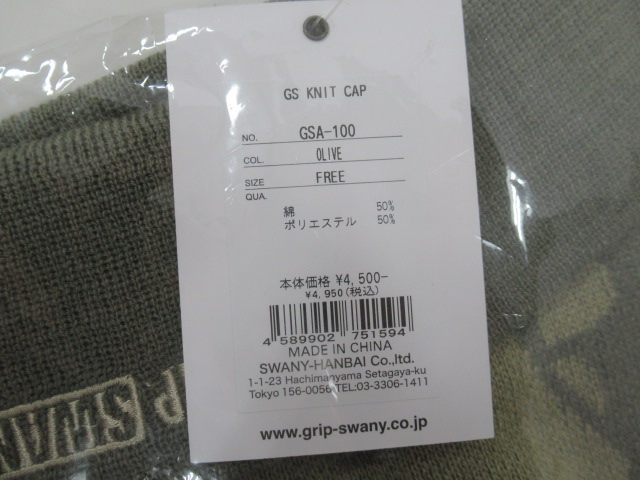 GS KNIT CAP
NO. GSA-100
COL. OLIVE
SIZE FREE
QUA.
綿 50%
ポリエステル 50%
本体価格 ¥4,500-
¥4,950(税込)
4 589902 751594
MADE IN CHINA
SWANY-HANBAI Co.,ltd.
1-1-23 Hachimanyama Setagaya-ku
Tokyo 156-0056 TEL:03-3306-1411
www.grip-swany.co.jp
P SWAN